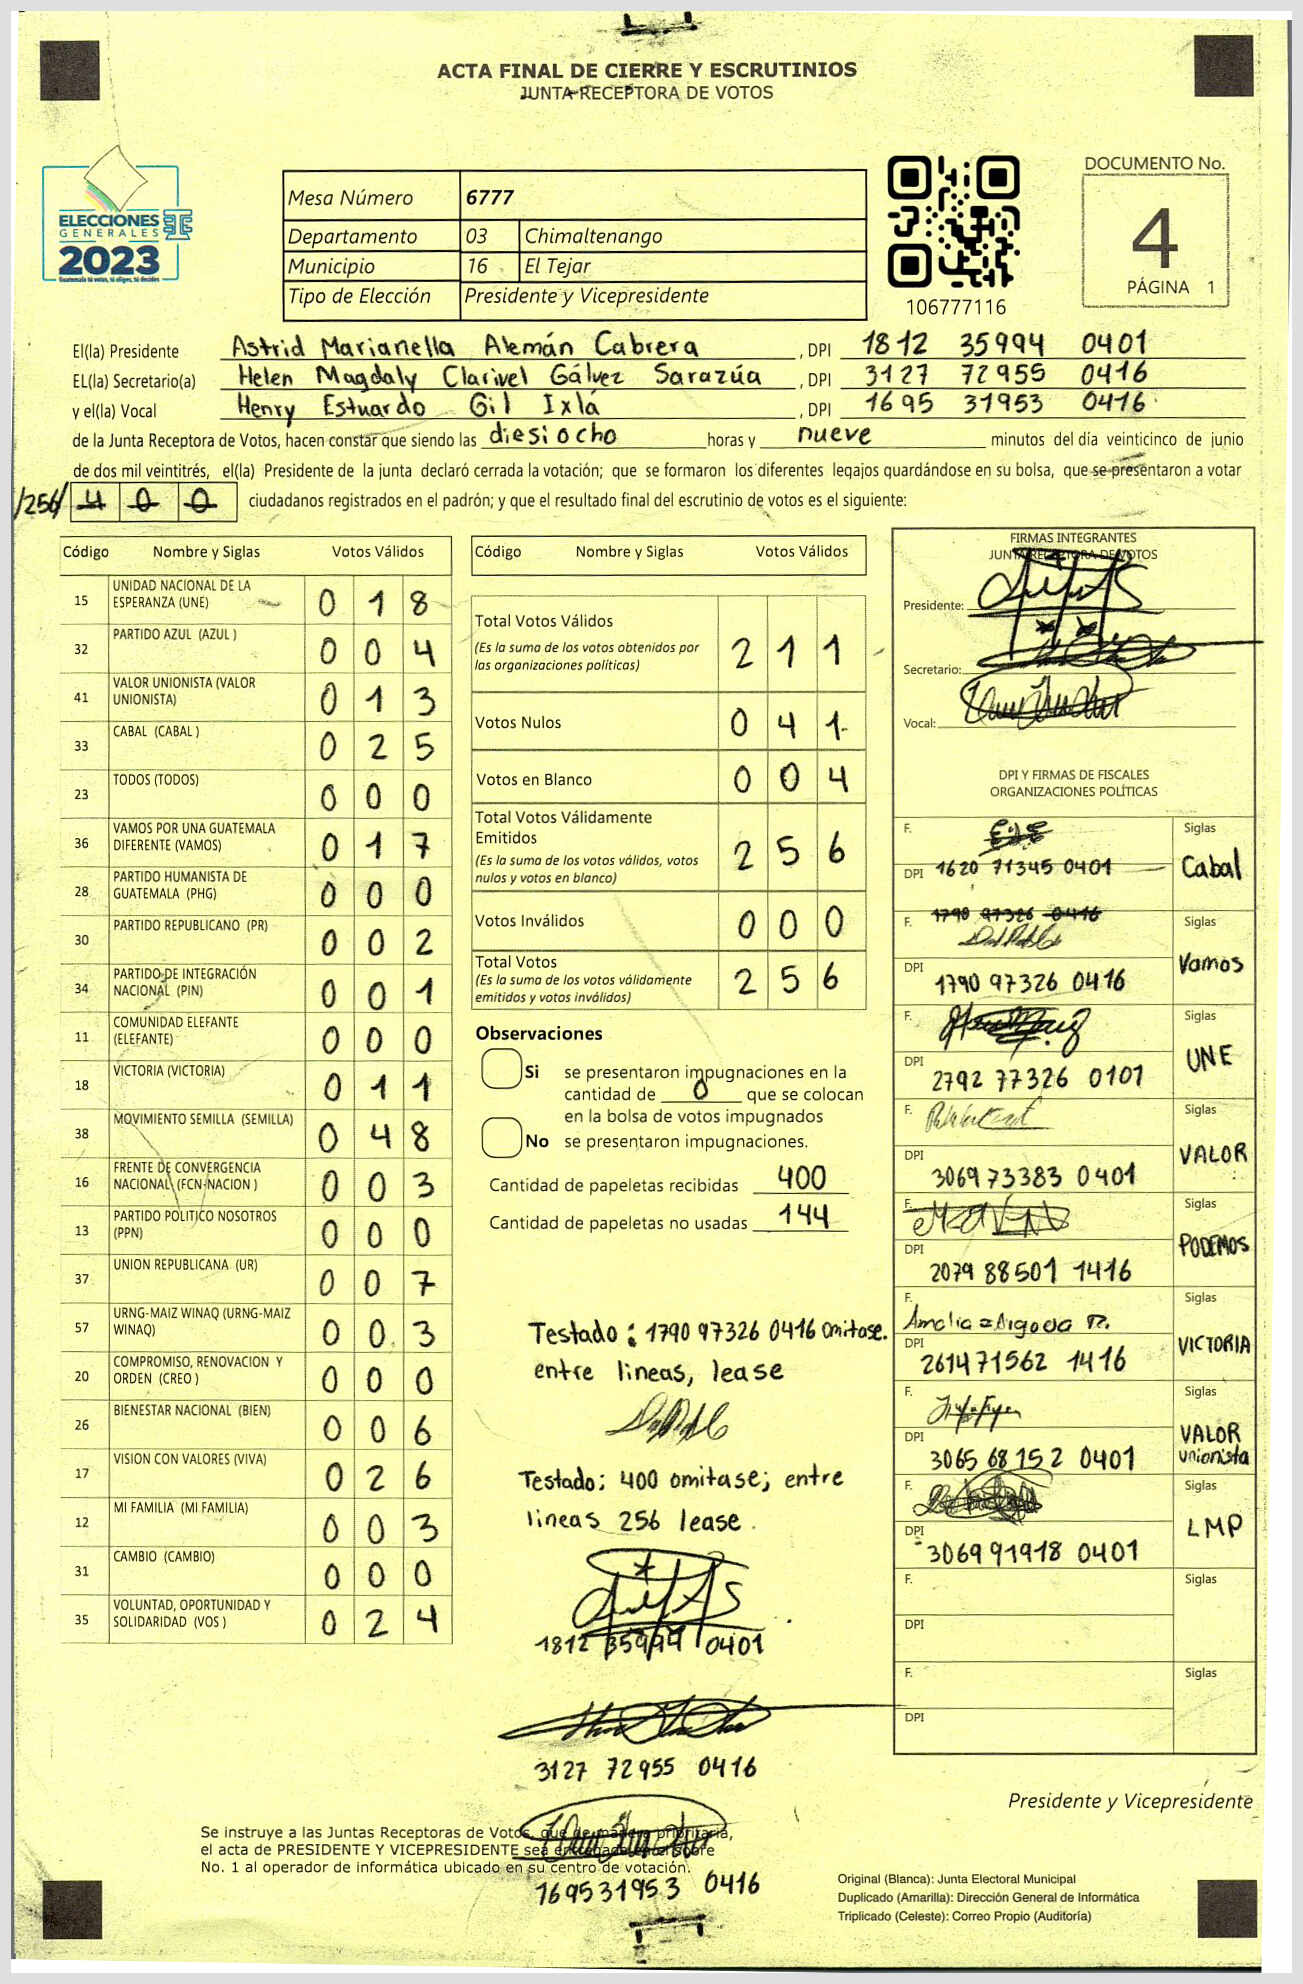 ACTA FINAL DE CIERRE Y ESCRUTINIOS
JUNTA RECEPTORA DE VOTOS
ELECCIONES
GENERALES
2023
Guatemala tú votas, tú eliges, tú decides
Mesa Número 6777
Departamento 03 Chimaltenango
Municipio 16 El Tejar
Tipo de Elección Presidente y Vicepresidente
106777116
DOCUMENTO No.
4
PÁGINA 1
El(la) Presidente Astrid Marianella Alemán Cabrera , DPI 1812 35994 0401
EL(la) Secretario(a) Helen Magdaly Clarivel Gálvez Sarazúa , DPI 3127 72955 0416
y el(la) Vocal Henry Estuardo Gil Ixlá , DPI 1695 31953 0416
de la Junta Receptora de Votos, hacen constar que siendo las diesiocho horas y nueve minutos del día veinticinco de junio
de dos mil veintitrés, el(la) Presidente de la junta declaró cerrada la votación; que se formaron los diferentes legajos quardándose en su bolsa, que se presentaron a votar
/256/ 4 0 0 ciudadanos registrados en el padrón; y que el resultado final del escrutinio de votos es el siguiente:
Código Nombre y Siglas Votos Válidos
15 UNIDAD NACIONAL DE LA ESPERANZA (UNE) 0 1 8
32 PARTIDO AZUL (AZUL ) 0 0 4
41 VALOR UNIONISTA (VALOR UNIONISTA) 0 1 3
33 CABAL (CABAL ) 0 2 5
23 TODOS (TODOS) 0 0 0
36 VAMOS POR UNA GUATEMALA DIFERENTE (VAMOS) 0 1 7
28 PARTIDO HUMANISTA DE GUATEMALA (PHG) 0 0 0
30 PARTIDO REPUBLICANO (PR) 0 0 2
34 PARTIDO DE INTEGRACIÓN NACIONAL (PIN) 0 0 1
11 COMUNIDAD ELEFANTE (ELEFANTE) 0 0 0
18 VICTORIA (VICTORIA) 0 1 1
38 MOVIMIENTO SEMILLA (SEMILLA) 0 4 8
16 FRENTE DE CONVERGENCIA NACIONAL (FCN-NACION ) 0 0 3
13 PARTIDO POLITICO NOSOTROS (PPN) 0 0 0
37 UNION REPUBLICANA (UR) 0 0 7
57 URNG-MAIZ WINAQ (URNG-MAIZ WINAQ) 0 0 3
20 COMPROMISO, RENOVACION Y ORDEN (CREO ) 0 0 0
26 BIENESTAR NACIONAL (BIEN) 0 0 6
17 VISION CON VALORES (VIVA) 0 2 6
12 MI FAMILIA (MI FAMILIA) 0 0 3
31 CAMBIO (CAMBIO) 0 0 0
35 VOLUNTAD, OPORTUNIDAD Y SOLIDARIDAD (VOS ) 0 2 4
Código Nombre y Siglas Votos Válidos
Total Votos Válidos 2 1 1
(Es la suma de los votos obtenidos por
las organizaciones políticas)
Votos Nulos 0 4 1
Votos en Blanco 0 0 4
Total Votos Válidamente
Emitidos 2 5 6
(Es la suma de los votos válidos, votos
nulos y votos en blanco)
Votos Inválidos 0 0 0
Total Votos 2 5 6
(Es la suma de los votos válidamente
emitidos y votos inválidos)
Observaciones
Si se presentaron impugnaciones en la
cantidad de 0 que se colocan
en la bolsa de votos impugnados
No se presentaron impugnaciones.
Cantidad de papeletas recibidas 400
Cantidad de papeletas no usadas 144
Testado: 1790 97326 0416 omitase.
entre lineas, lease
Testado; 400 omitase; entre
lineas 256 lease.
1812 35994 0401
3127 72955 0416
169531953 0416
FIRMAS INTEGRANTES
JUNTA RECEPTORA DE VOTOS
Presidente:
Secretario:
Vocal:
DPI Y FIRMAS DE FISCALES
ORGANIZACIONES POLÍTICAS
F. Siglas
DPI 1620 71345 0401 Cabal
F. 1790 97326 0416 Siglas
DPI 1790 97326 0416 Vamos
F. Siglas
DPI 2792 77326 0101 UNE
F. Siglas
DPI 3069 73383 0401 VALOR
F. Siglas
DPI 2079 88501 1416 PODEMOS
F. Siglas
DPI 261471562 1416 VICTORIA
F. Siglas
DPI 3065 68152 0401 VALOR unionista
F. Siglas
DPI 306991918 0401 LMP
F. Siglas
DPI
F. Siglas
DPI
Presidente y Vicepresidente
Se instruye a las Juntas Receptoras de Votos, que de manera prioritaria,
el acta de PRESIDENTE Y VICEPRESIDENTE sea entregada en el sobre
No. 1 al operador de informática ubicado en su centro de votación.
Original (Blanca): Junta Electoral Municipal
Duplicado (Amarilla): Dirección General de Informática
Triplicado (Celeste): Correo Propio (Auditoría)